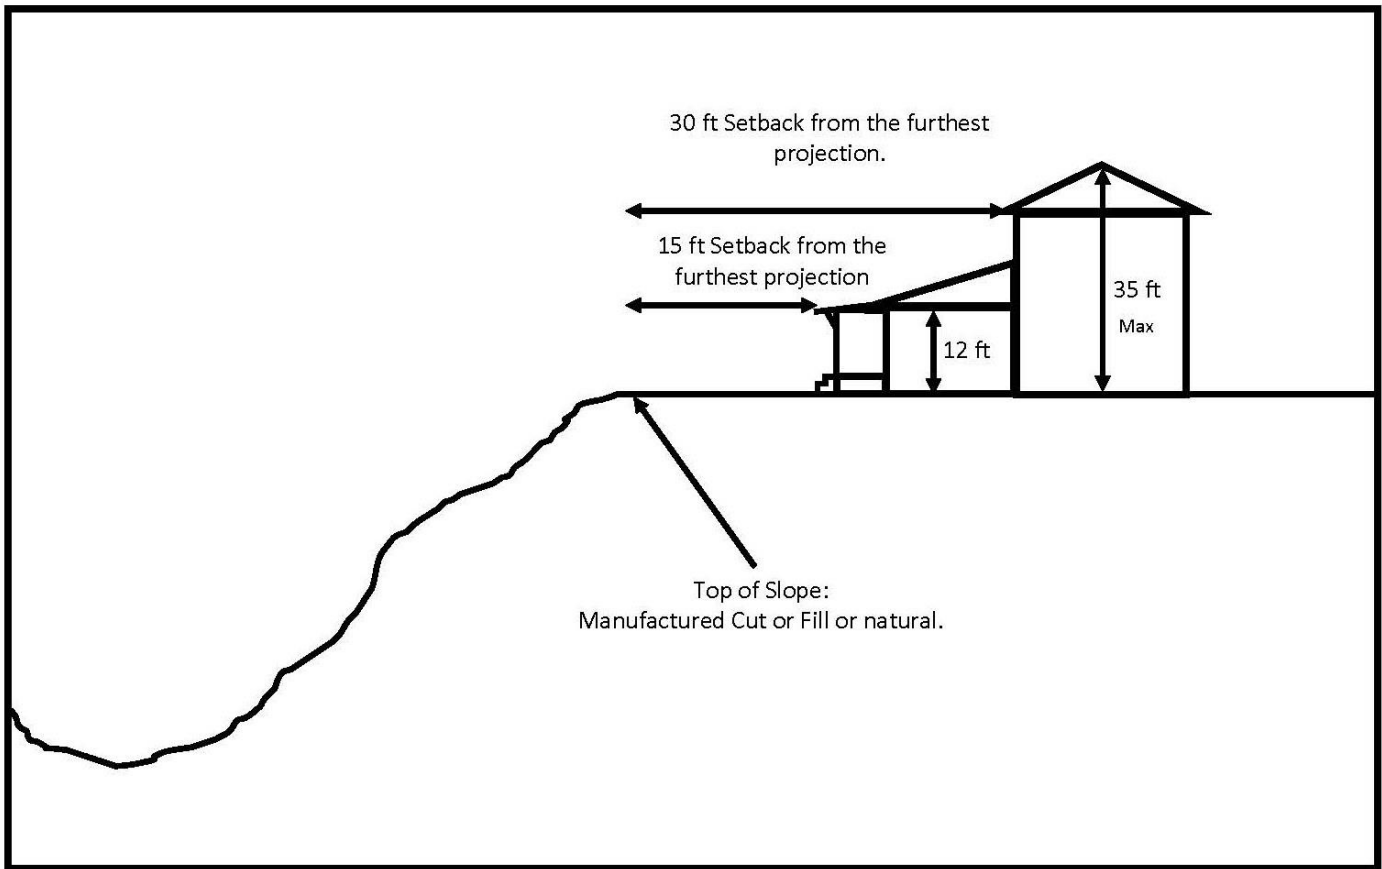 30 ft Setback from the furthest
projection.
15 ft Setback from the
furthest projection
35 ft
Max
12 ft
Top of Slope:
Manufactured Cut or Fill or natural.